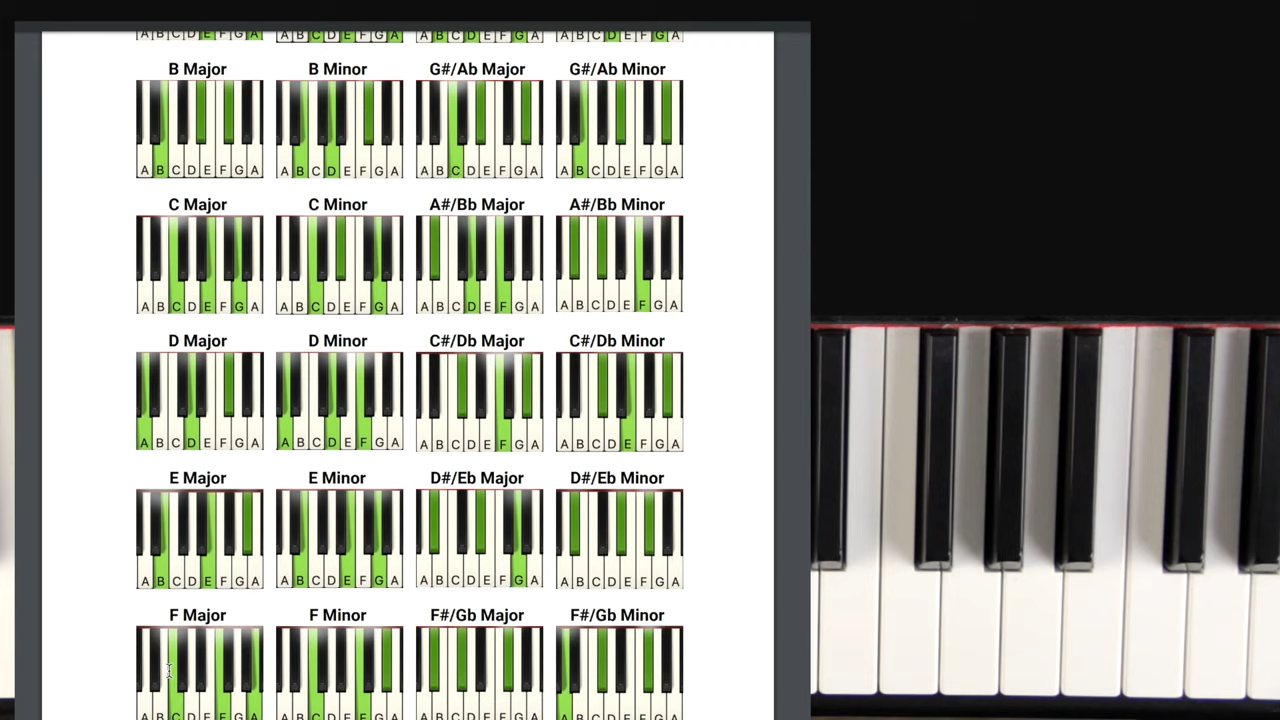 A B C D E F G A A B C D E F G A A B C D E F G A A B C D E F G A
B Major B Minor G#/Ab Major G#/Ab Minor
A B C D E F G A A B C D E F G A A B C D E F G A A B C D E F G A
C Major C Minor A#/Bb Major A#/Bb Minor
A B C D E F G A A B C D E F G A A B C D E F G A A B C D E F G A
D Major D Minor C#/Db Major C#/Db Minor
A B C D E F G A A B C D E F G A A B C D E F G A A B C D E F G A
E Major E Minor D#/Eb Major D#/Eb Minor
A B C D E F G A A B C D E F G A A B C D E F G A A B C D E F G A
F Major F Minor F#/Gb Major F#/Gb Minor
A B C D E F G A A B C D E F G A A B C D E F G A A B C D E F G A